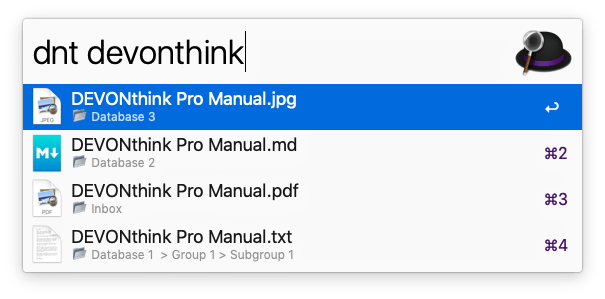 dnt devonthink
DEVONthink Pro Manual.jpg
JPEG
Database 3
↩
DEVONthink Pro Manual.md
M↓
Database 2
⌘2
DEVONthink Pro Manual.pdf
PDF
Inbox
⌘3
DEVONthink Pro Manual.txt
Database 1 > Group 1 > Subgroup 1
⌘4